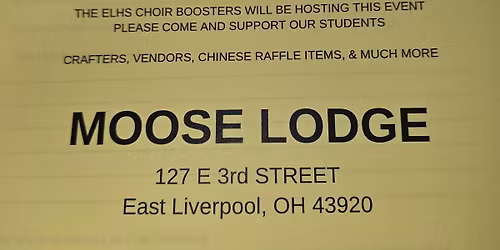 THE ELHS CHOIR BOOSTERS WILL BE HOSTING THIS EVENT
PLEASE COME AND SUPPORT OUR STUDENTS
CRAFTERS, VENDORS, CHINESE RAFFLE ITEMS, & MUCH MORE
MOOSE LODGE
127 E 3rd STREET
East Liverpool, OH 43920